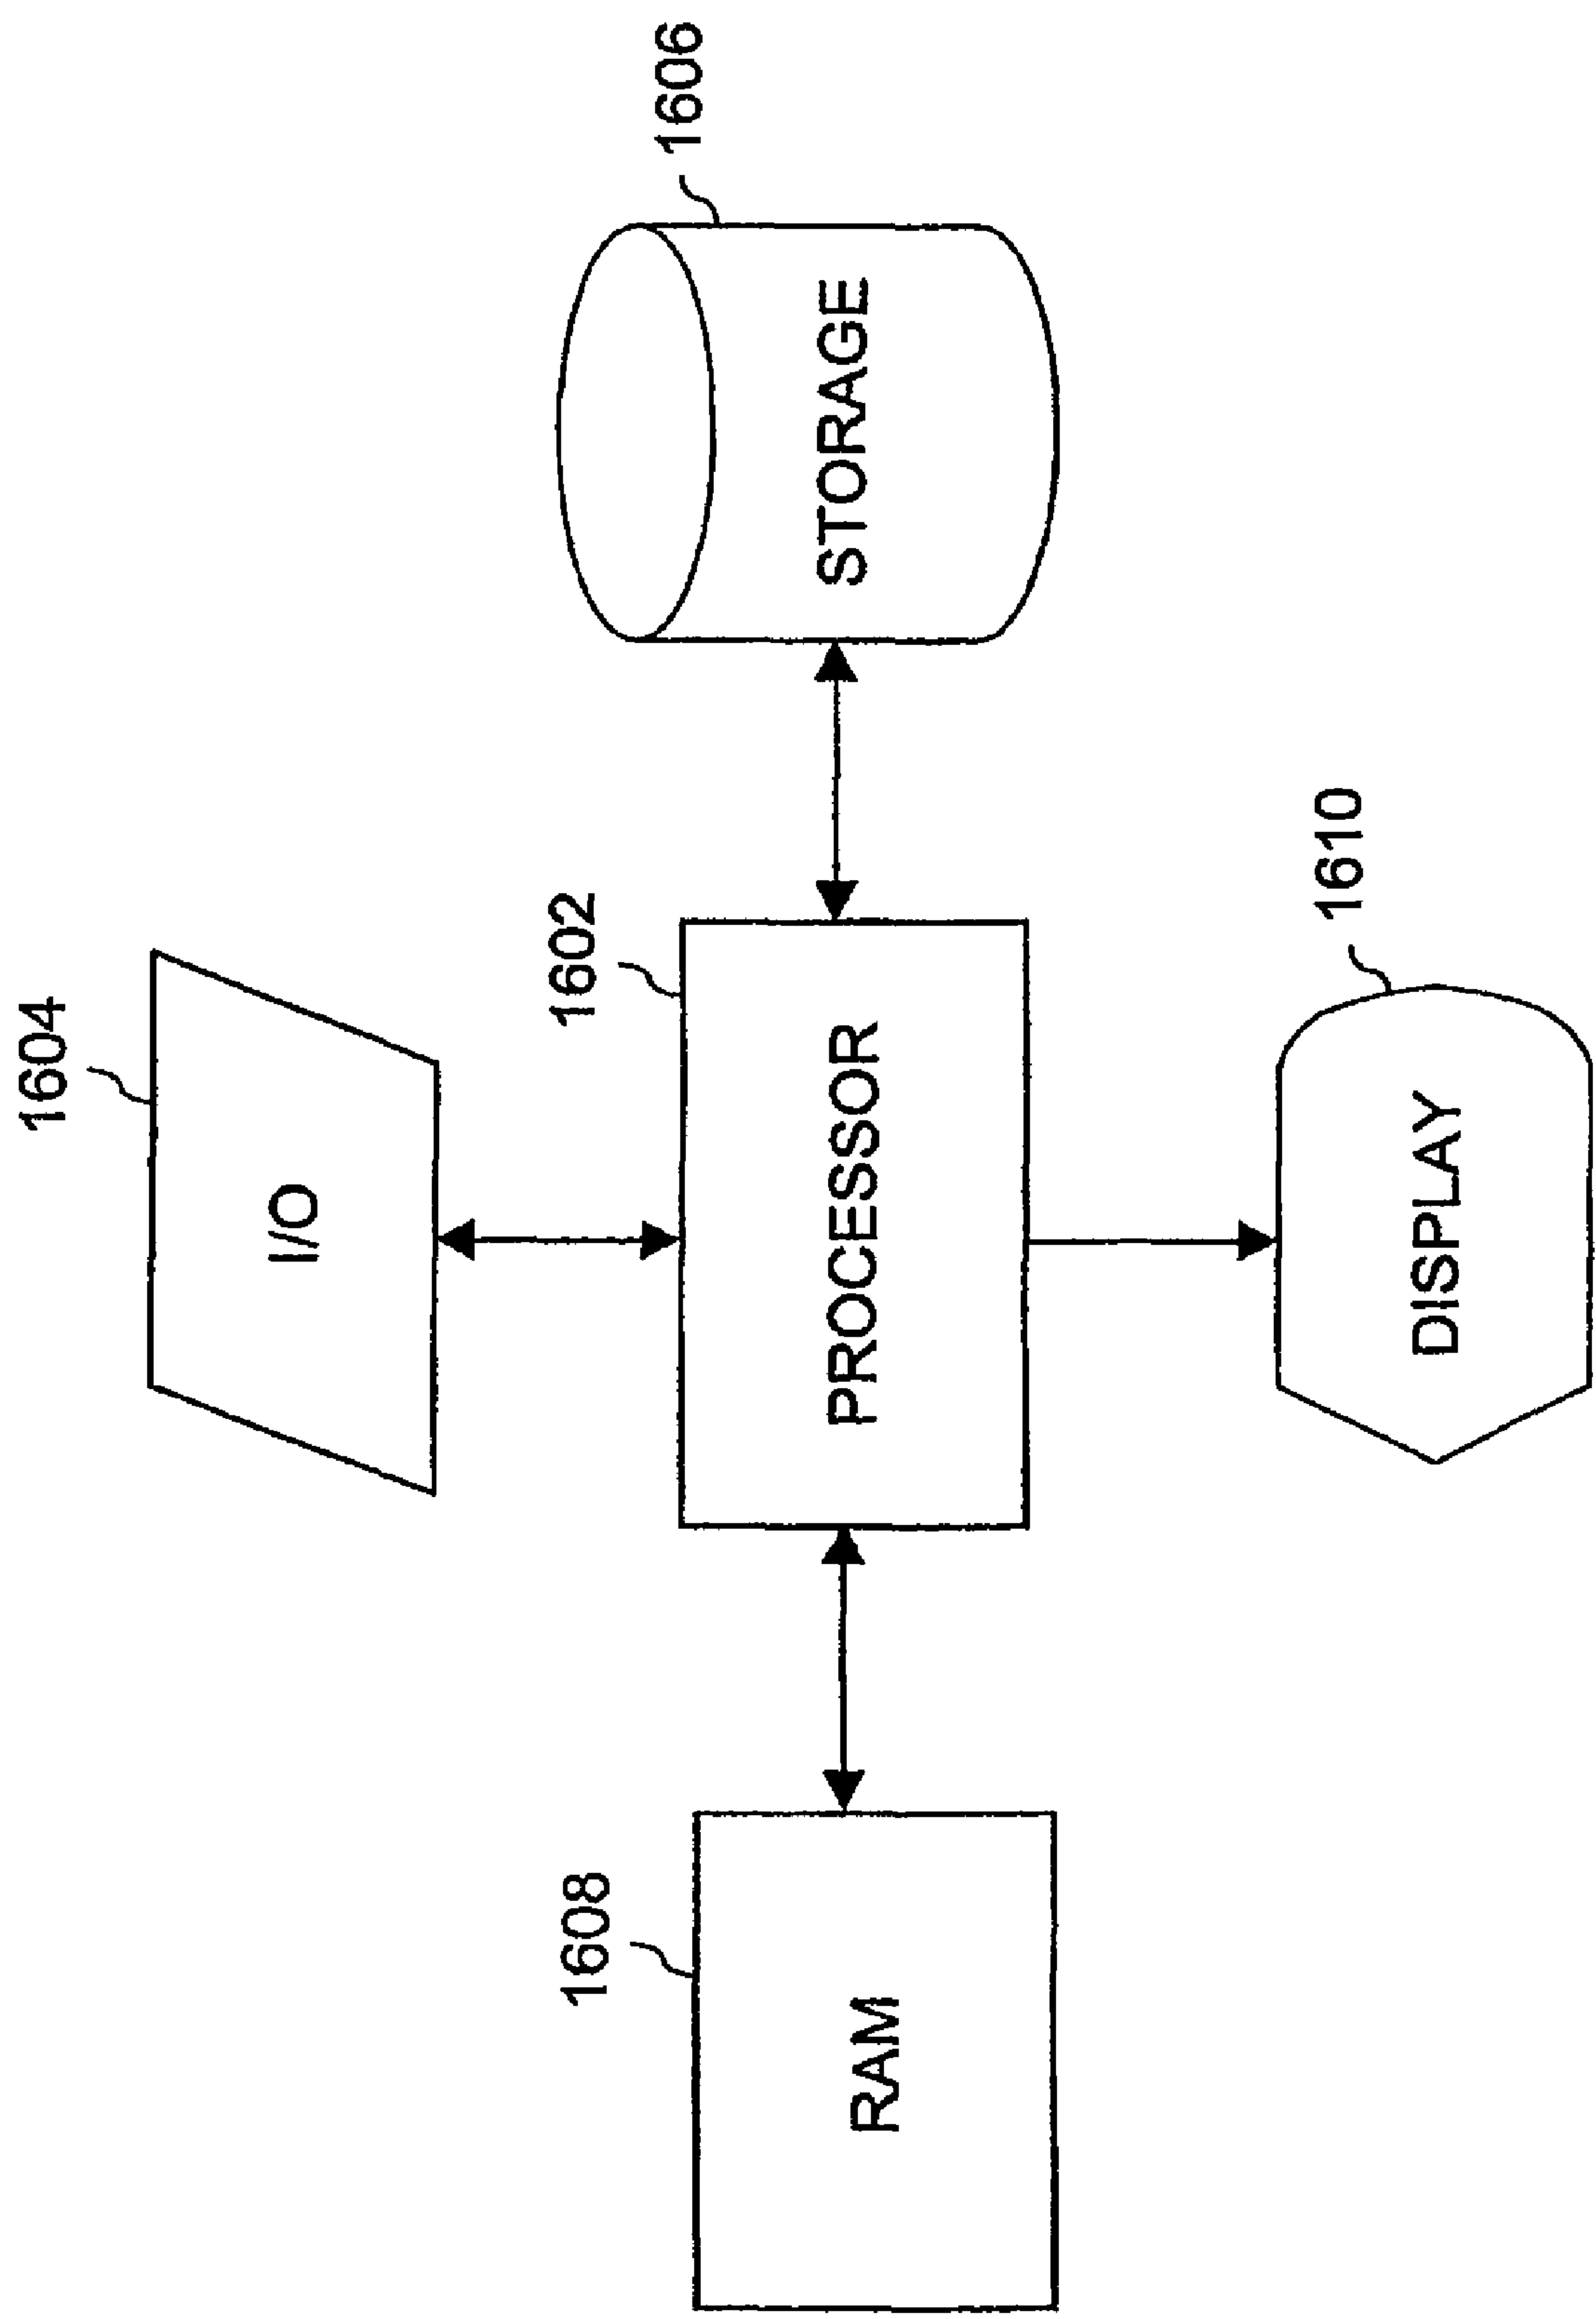 1604
I/O
1602
PROCESSOR
1606
STORAGE
1608
RAM
1610
DISPLAY